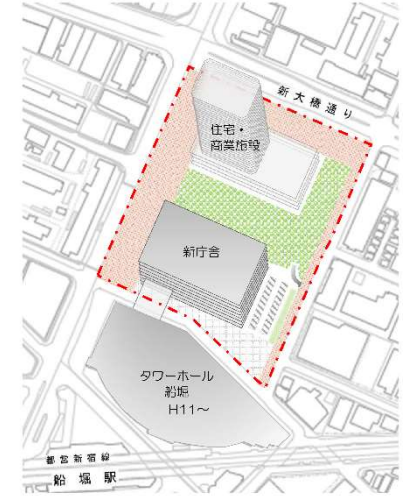 新大橋通り
住宅・
商業施設
新庁舎
タワーホール
船堀
H11~
都営新宿線
船堀駅